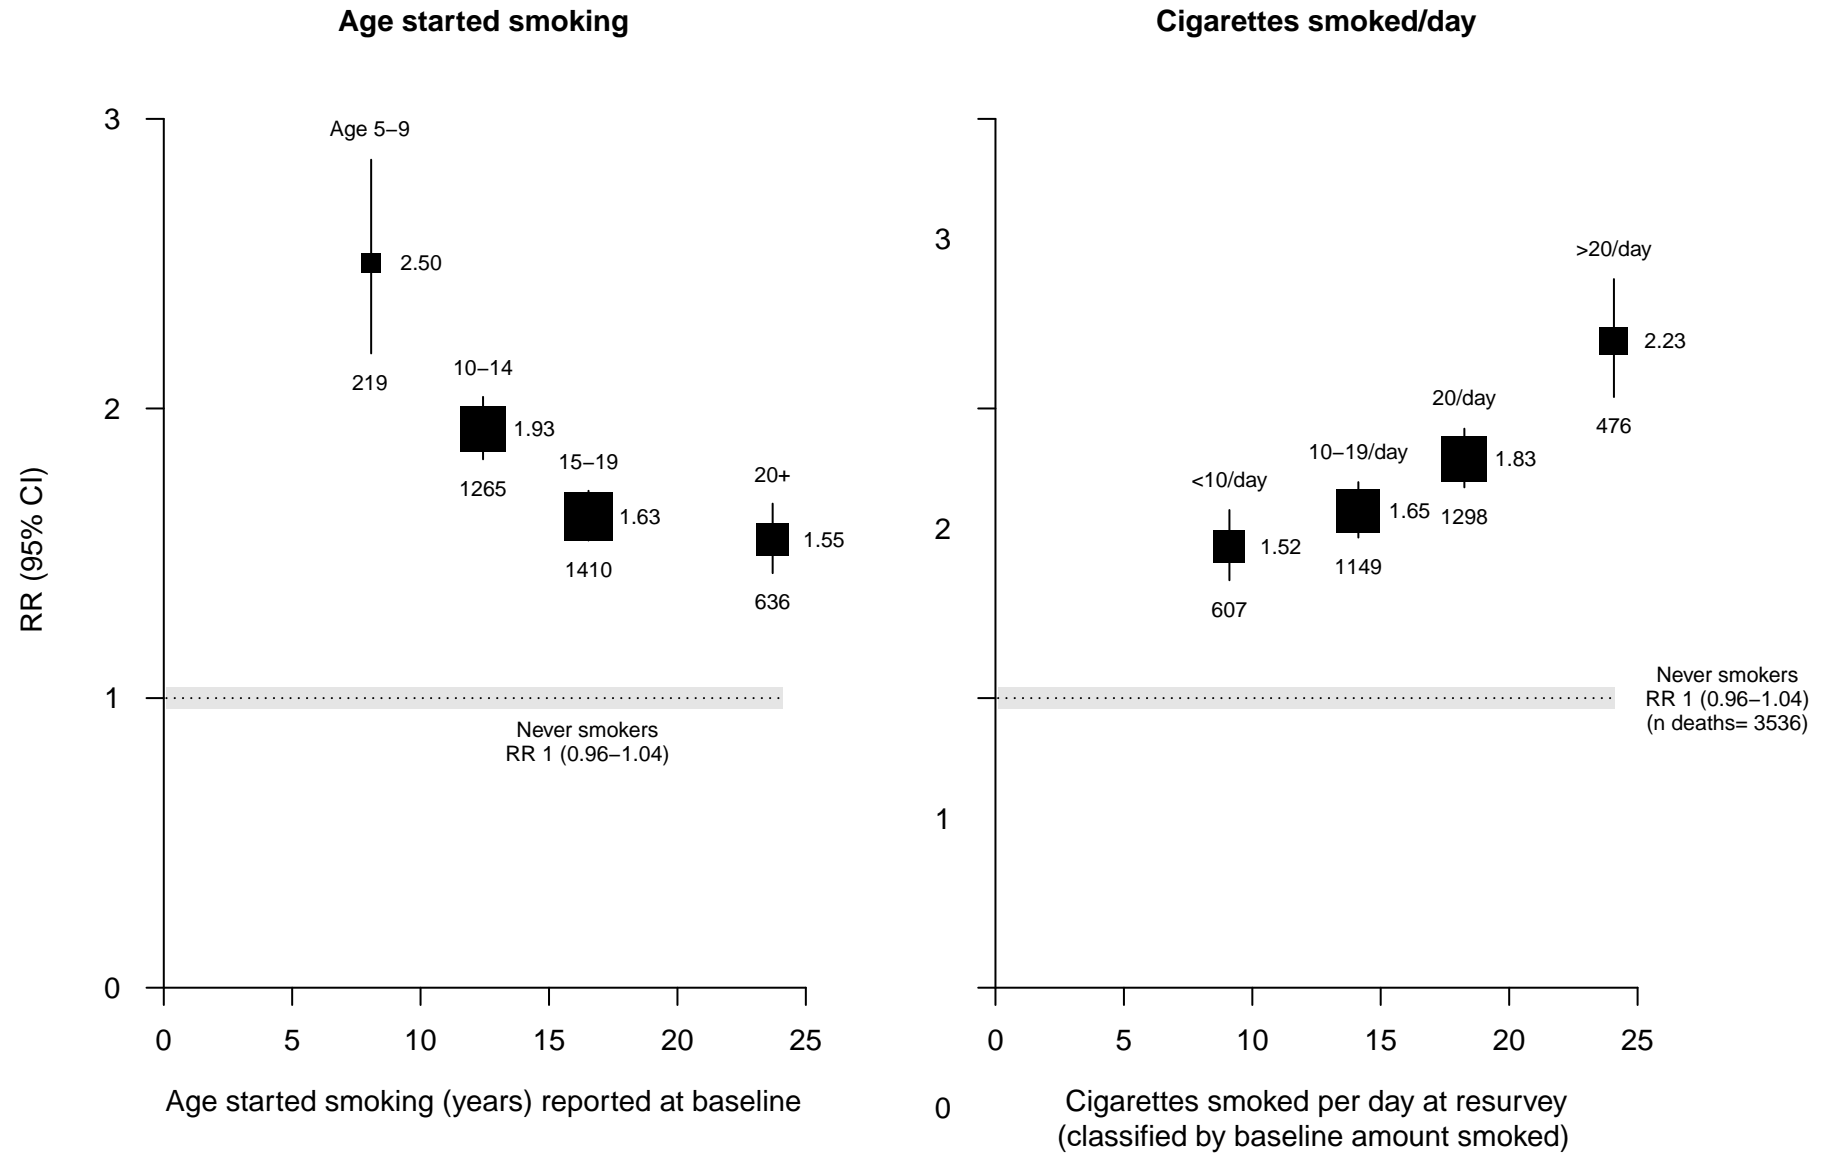 Age started smoking
RR (95% CI)
3
2
1
0
Age 5–9
2.50
219
10–14
1.93
1265
15–19
1.63
1410
20+
1.55
636
Never smokers
RR 1 (0.96–1.04)
0 5 10 15 20 25
Age started smoking (years) reported at baseline
Cigarettes smoked/day
3
2
1
0
<10/day
1.52
607
10–19/day
1.65
1149
20/day
1.83
1298
>20/day
2.23
476
Never smokers
RR 1 (0.96–1.04)
(n deaths= 3536)
0 5 10 15 20 25
Cigarettes smoked per day at resurvey
(classified by baseline amount smoked)